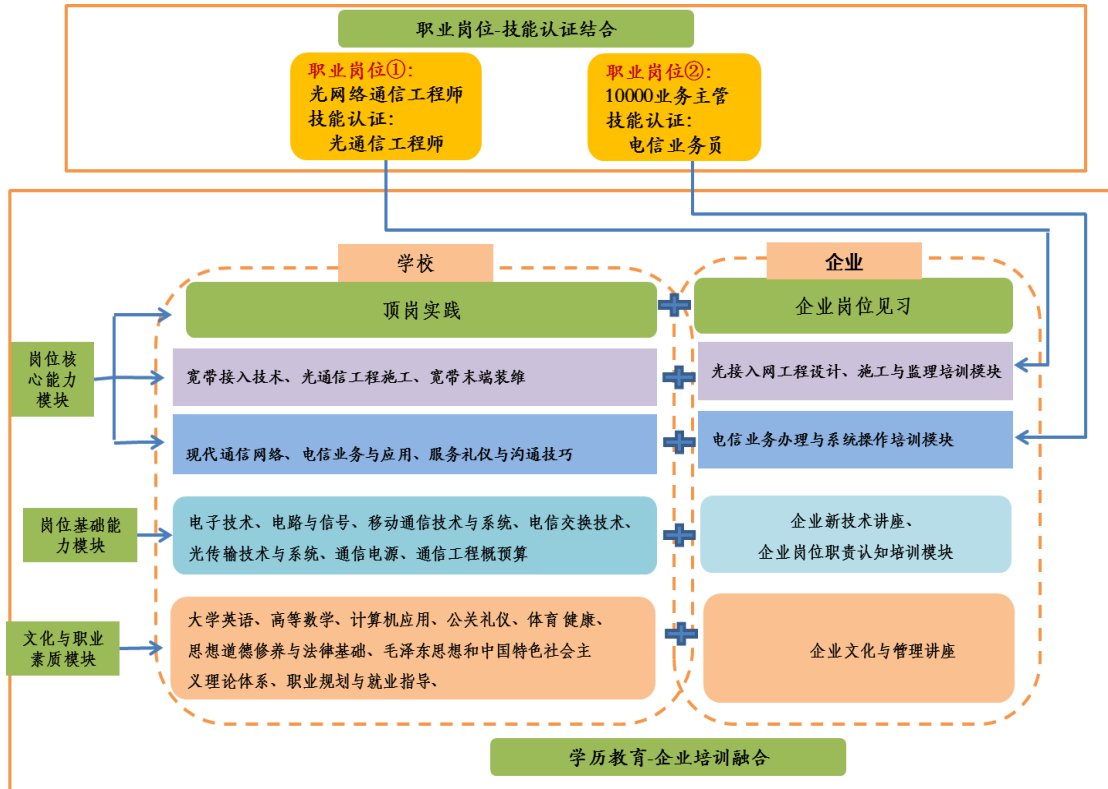 职业岗位-技能认证结合
职业岗位①:
光网络通信工程师
技能认证:
光通信工程师
职业岗位②:
10000业务主管
技能认证:
电信业务员
学校
企业
顶岗实践
企业岗位见习
岗位核
心能力
模块
宽带接入技术、光通信工程施工、宽带末端装维
光接入网工程设计、施工与监理培训模块
现代通信网络、电信业务与应用、服务礼仪与沟通技巧
电信业务办理与系统操作培训模块
岗位基础能
力模块
电子技术、电路与信号、移动通信技术与系统、电信交换技术、
光传输技术与系统、通信电源、通信工程概预算
企业新技术讲座、
企业岗位职责认知培训模块
文化与职业
素质模块
大学英语、高等数学、计算机应用、公关礼仪、体育健康、
思想道德修养与法律基础、毛泽东思想和中国特色社会主
义理论体系、职业规划与就业指导、
企业文化与管理讲座
学历教育-企业培训融合